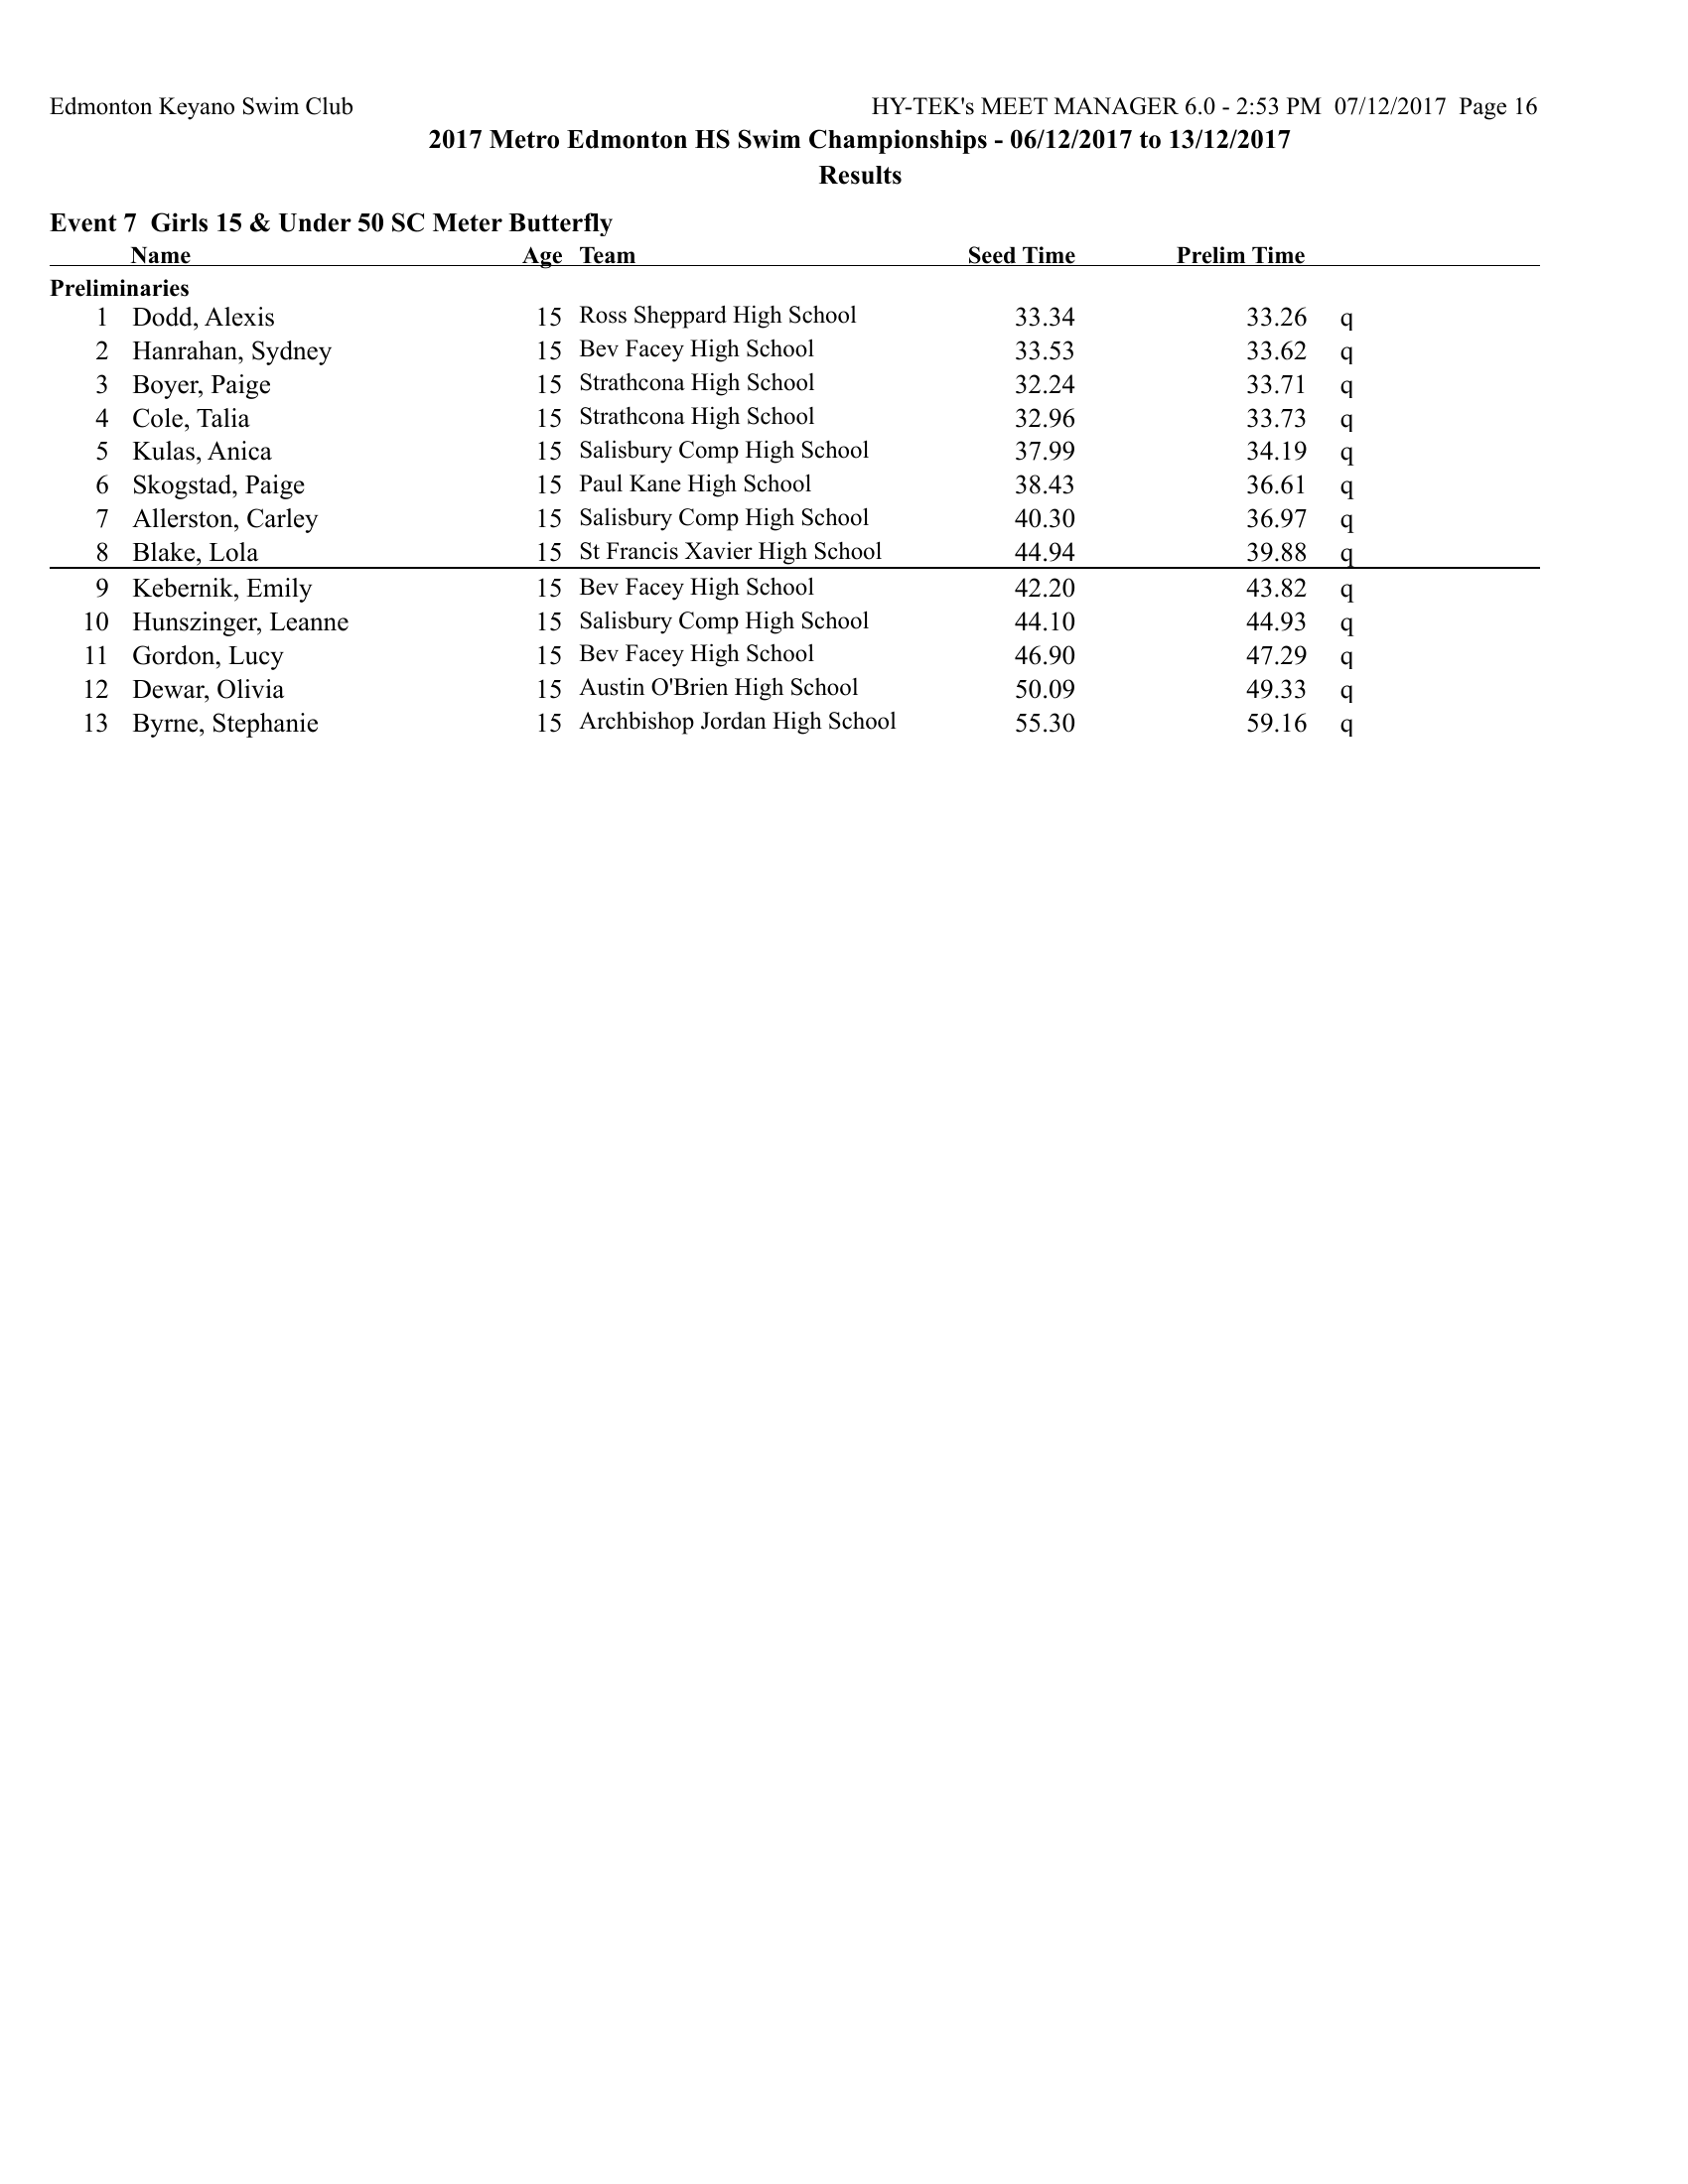 Edmonton Keyano Swim Club HY-TEK's MEET MANAGER 6.0 - 2:53 PM 07/12/2017 Page 16
2017 Metro Edmonton HS Swim Championships - 06/12/2017 to 13/12/2017
Results
Event 7 Girls 15 & Under 50 SC Meter Butterfly
Name Age Team Seed Time Prelim Time
Preliminaries
1 Dodd, Alexis 15 Ross Sheppard High School 33.34 33.26 q
2 Hanrahan, Sydney 15 Bev Facey High School 33.53 33.62 q
3 Boyer, Paige 15 Strathcona High School 32.24 33.71 q
4 Cole, Talia 15 Strathcona High School 32.96 33.73 q
5 Kulas, Anica 15 Salisbury Comp High School 37.99 34.19 q
6 Skogstad, Paige 15 Paul Kane High School 38.43 36.61 q
7 Allerston, Carley 15 Salisbury Comp High School 40.30 36.97 q
8 Blake, Lola 15 St Francis Xavier High School 44.94 39.88 q
9 Kebernik, Emily 15 Bev Facey High School 42.20 43.82 q
10 Hunszinger, Leanne 15 Salisbury Comp High School 44.10 44.93 q
11 Gordon, Lucy 15 Bev Facey High School 46.90 47.29 q
12 Dewar, Olivia 15 Austin O'Brien High School 50.09 49.33 q
13 Byrne, Stephanie 15 Archbishop Jordan High School 55.30 59.16 q